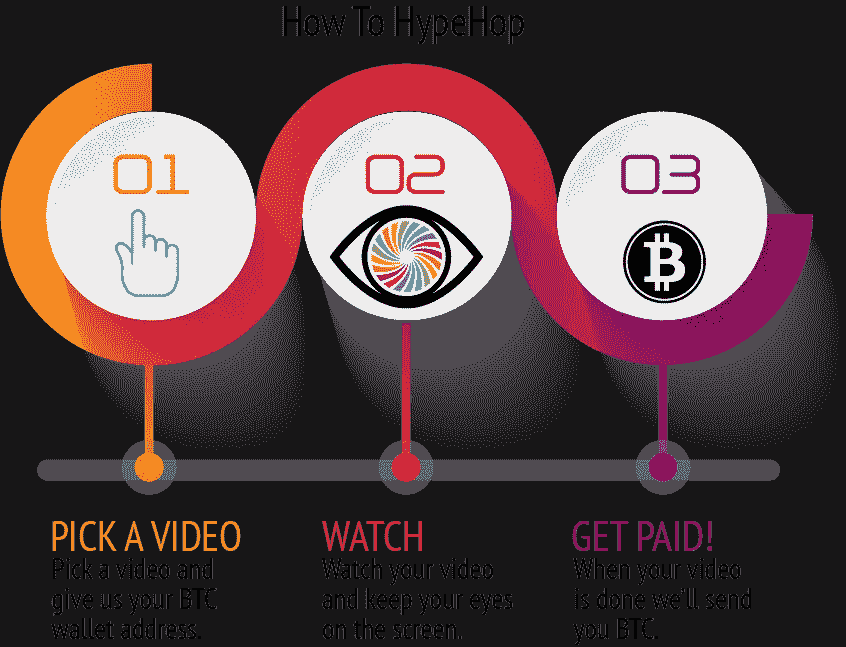 How To HypeHop
01
02
03
PICK A VIDEO
Pick a video and
give us your BTC
wallet address.
WATCH
Watch your video
and keep your eyes
on the screen.
GET PAID!
When your video
is done we'll send
you BTC.